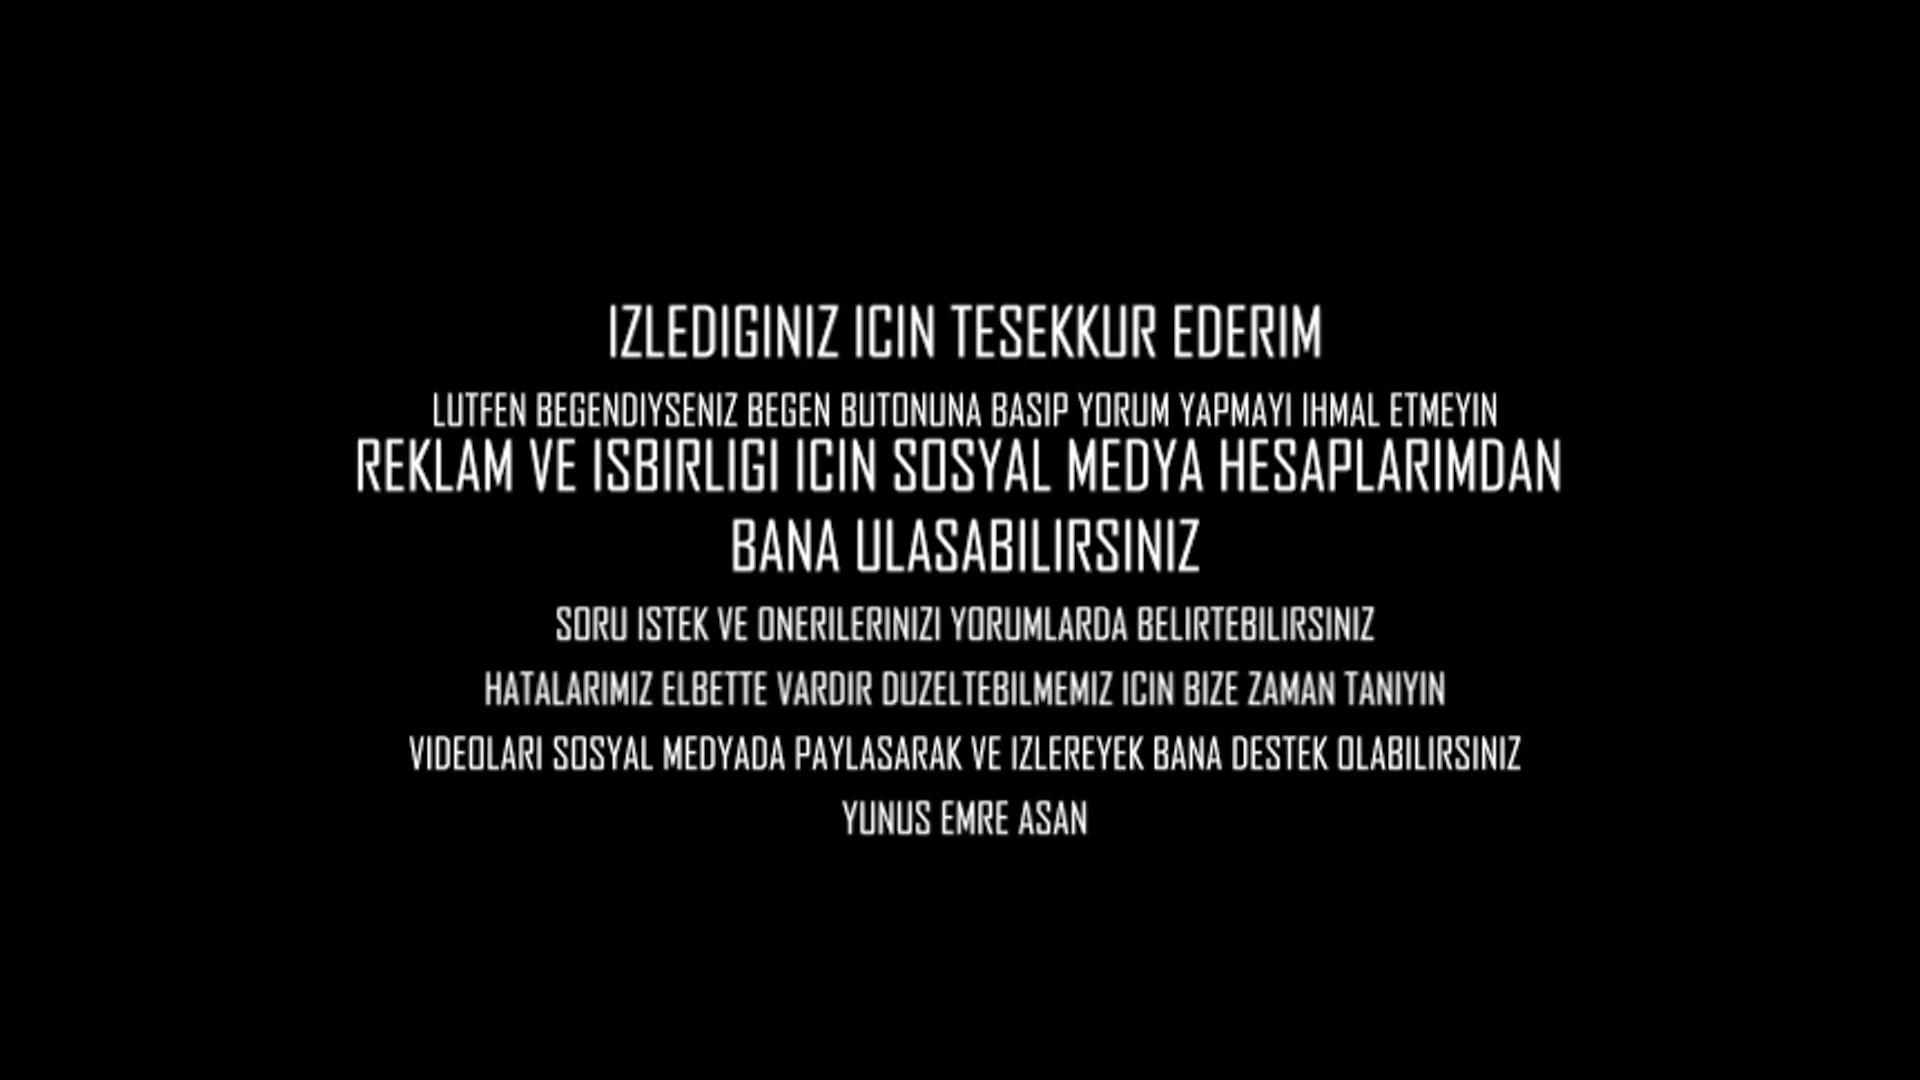 IZLEDIGINIZ ICIN TESEKKUR EDERIM
LUTFEN BEGENDIYSENIZ BEGEN BUTONUNA BASIP YORUM YAPMAYI IHMAL ETMEYIN
REKLAM VE ISBIRLIGI ICIN SOSYAL MEDYA HESAPLARIMDAN
BANA ULASABILIRSINIZ
SORU ISTEK VE ONERILERINIZI YORUMLARDA BELIRTEBILIRSINIZ
HATALARIMIZ ELBETTE VARDIR DUZELTEBILMEMIZ ICIN BIZE ZAMAN TANIYIN
VIDEOLARI SOSYAL MEDYADA PAYLASARAK VE IZLEREYEK BANA DESTEK OLABILIRSINIZ
YUNUS EMRE ASAN